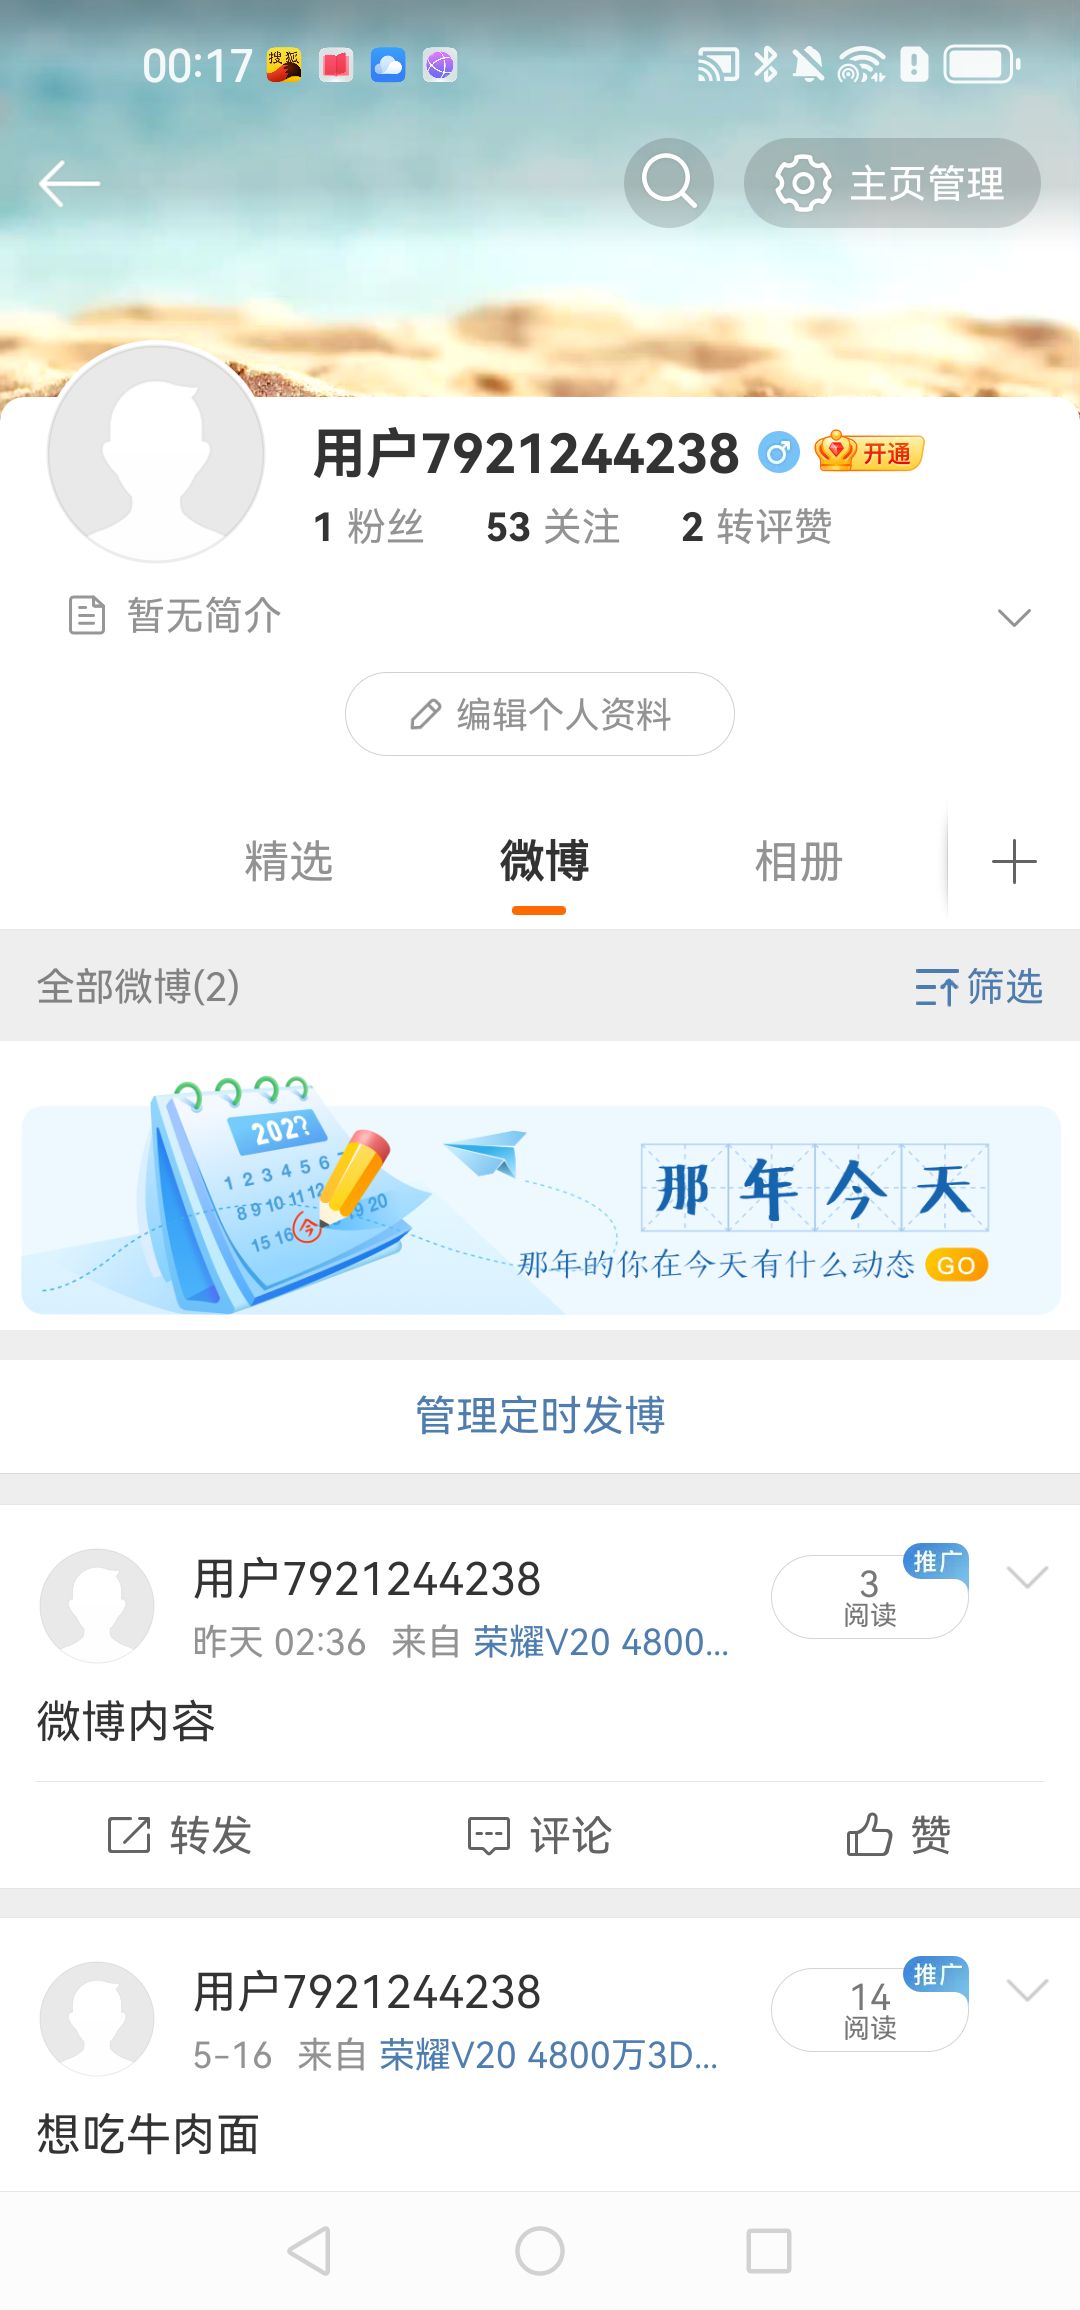 00:17 搜狐
主页管理
用户7921244238 开通
1 粉丝 53 关注 2 转评赞
暂无简介
编辑个人资料
精选 微博 相册
全部微博(2) 筛选
202?
1 2 3 4 5 6 7
8 9 10 11 12 19 20
15 16 今
那年今天
那年的你在今天有什么动态 GO
管理定时发博
用户7921244238
昨天 02:36 来自 荣耀V20 4800...
推广
3
阅读
微博内容
转发 评论 赞
用户7921244238
5-16 来自 荣耀V20 4800万3D...
推广
14
阅读
想吃牛肉面